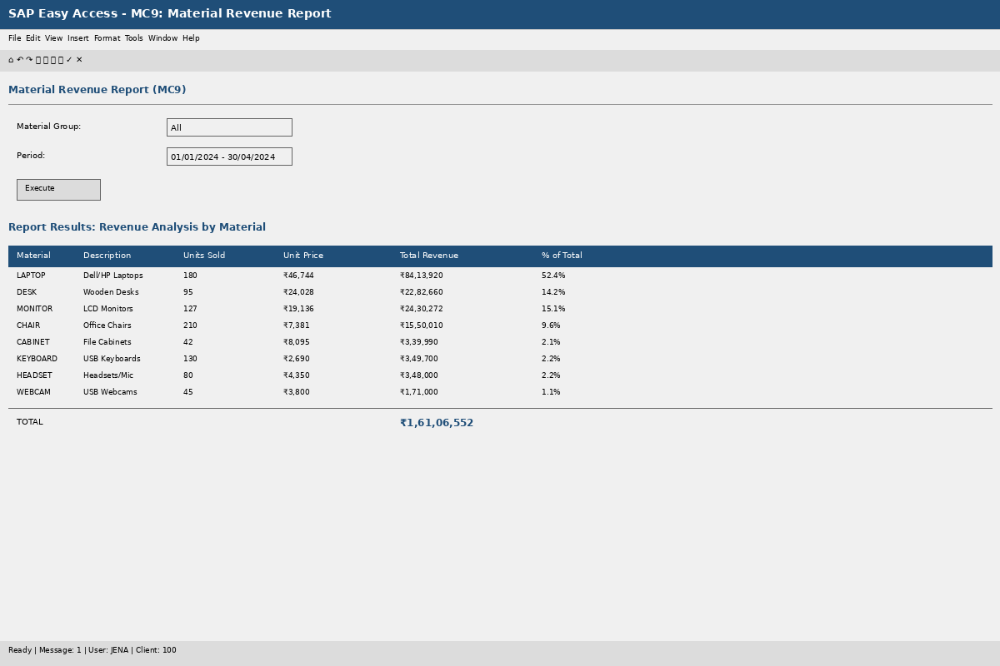 SAP Easy Access - MC9: Material Revenue Report
File Edit View Insert Format Tools Window Help
⌂ ↶ ↷ ✓ ✕
Material Revenue Report (MC9)
Material Group: All
Period: 01/01/2024 - 30/04/2024
Execute
Report Results: Revenue Analysis by Material
Material Description Units Sold Unit Price Total Revenue % of Total
LAPTOP Dell/HP Laptops 180 ₹46,744 ₹84,13,920 52.4%
DESK Wooden Desks 95 ₹24,028 ₹22,82,660 14.2%
MONITOR LCD Monitors 127 ₹19,136 ₹24,30,272 15.1%
CHAIR Office Chairs 210 ₹7,381 ₹15,50,010 9.6%
CABINET File Cabinets 42 ₹8,095 ₹3,39,990 2.1%
KEYBOARD USB Keyboards 130 ₹2,690 ₹3,49,700 2.2%
HEADSET Headsets/Mic 80 ₹4,350 ₹3,48,000 2.2%
WEBCAM USB Webcams 45 ₹3,800 ₹1,71,000 1.1%
TOTAL ₹1,61,06,552
Ready | Message: 1 | User: JENA | Client: 100